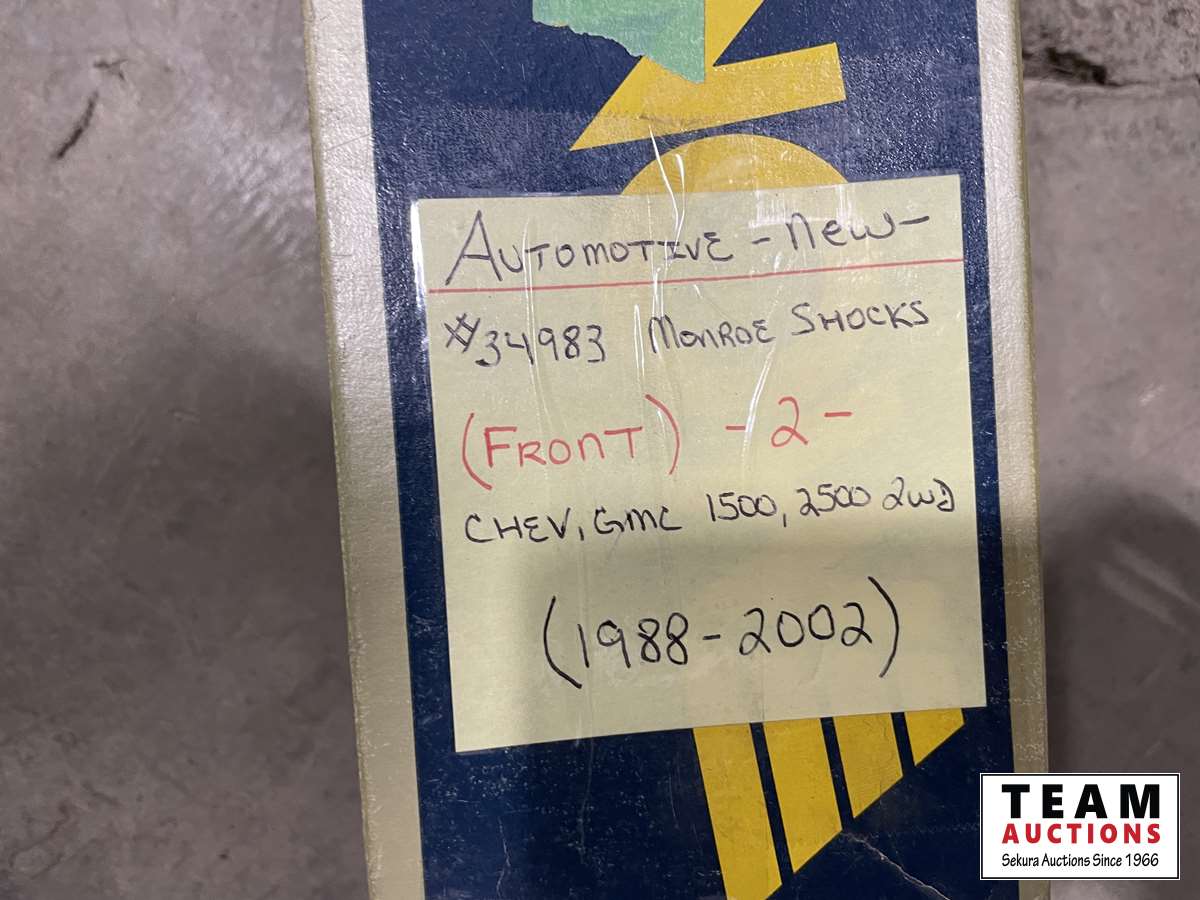 AUTOMOTIVE - NEW -
#34983 MONROE SHOCKS
(FRONT) - 2 -
CHEV, GMC 1500, 2500 2WD
(1988 - 2002)
TEAM
AUCTIONS
Sekura Auctions Since 1966